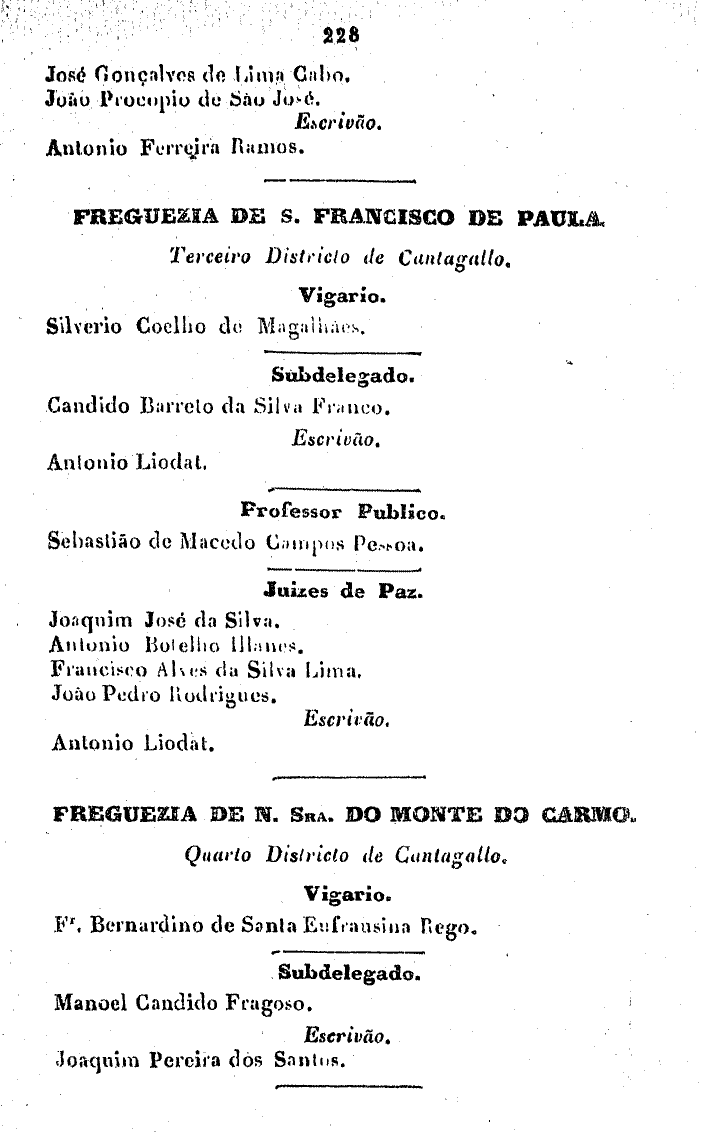 228
José Gonçalves de Lima Cabo.
João Procopio de São José.
Escrivão.
Antonio Ferreira Ramos.
FREGUEZIA DE S. FRANCISCO DE PAULA.
Terceiro Districto de Cantagallo.
Vigario.
Silverio Coelho de Magalhães.
Subdelegado.
Candido Barreto da Silva Franco.
Escrivão.
Antonio Liodat.
Professor Publico.
Sebastião de Macedo Campos Pessoa.
Juizes de Paz.
Joaquim José da Silva.
Antonio Botelho
Francisco Alves da Silva Lima.
João Pedro Rodrigues.
Escrivão.
Antonio Liodat.
FREGUEZIA DE N. SRA. DO MONTE DO CARMO.
Quarto Districto de Cantagallo.
Vigario.
Fr. Bernardino de Santa Eufrausina Rego.
Subdelegado.
Manoel Candido Fragoso.
Escrivão.
Joaquim Pereira dos Santos.